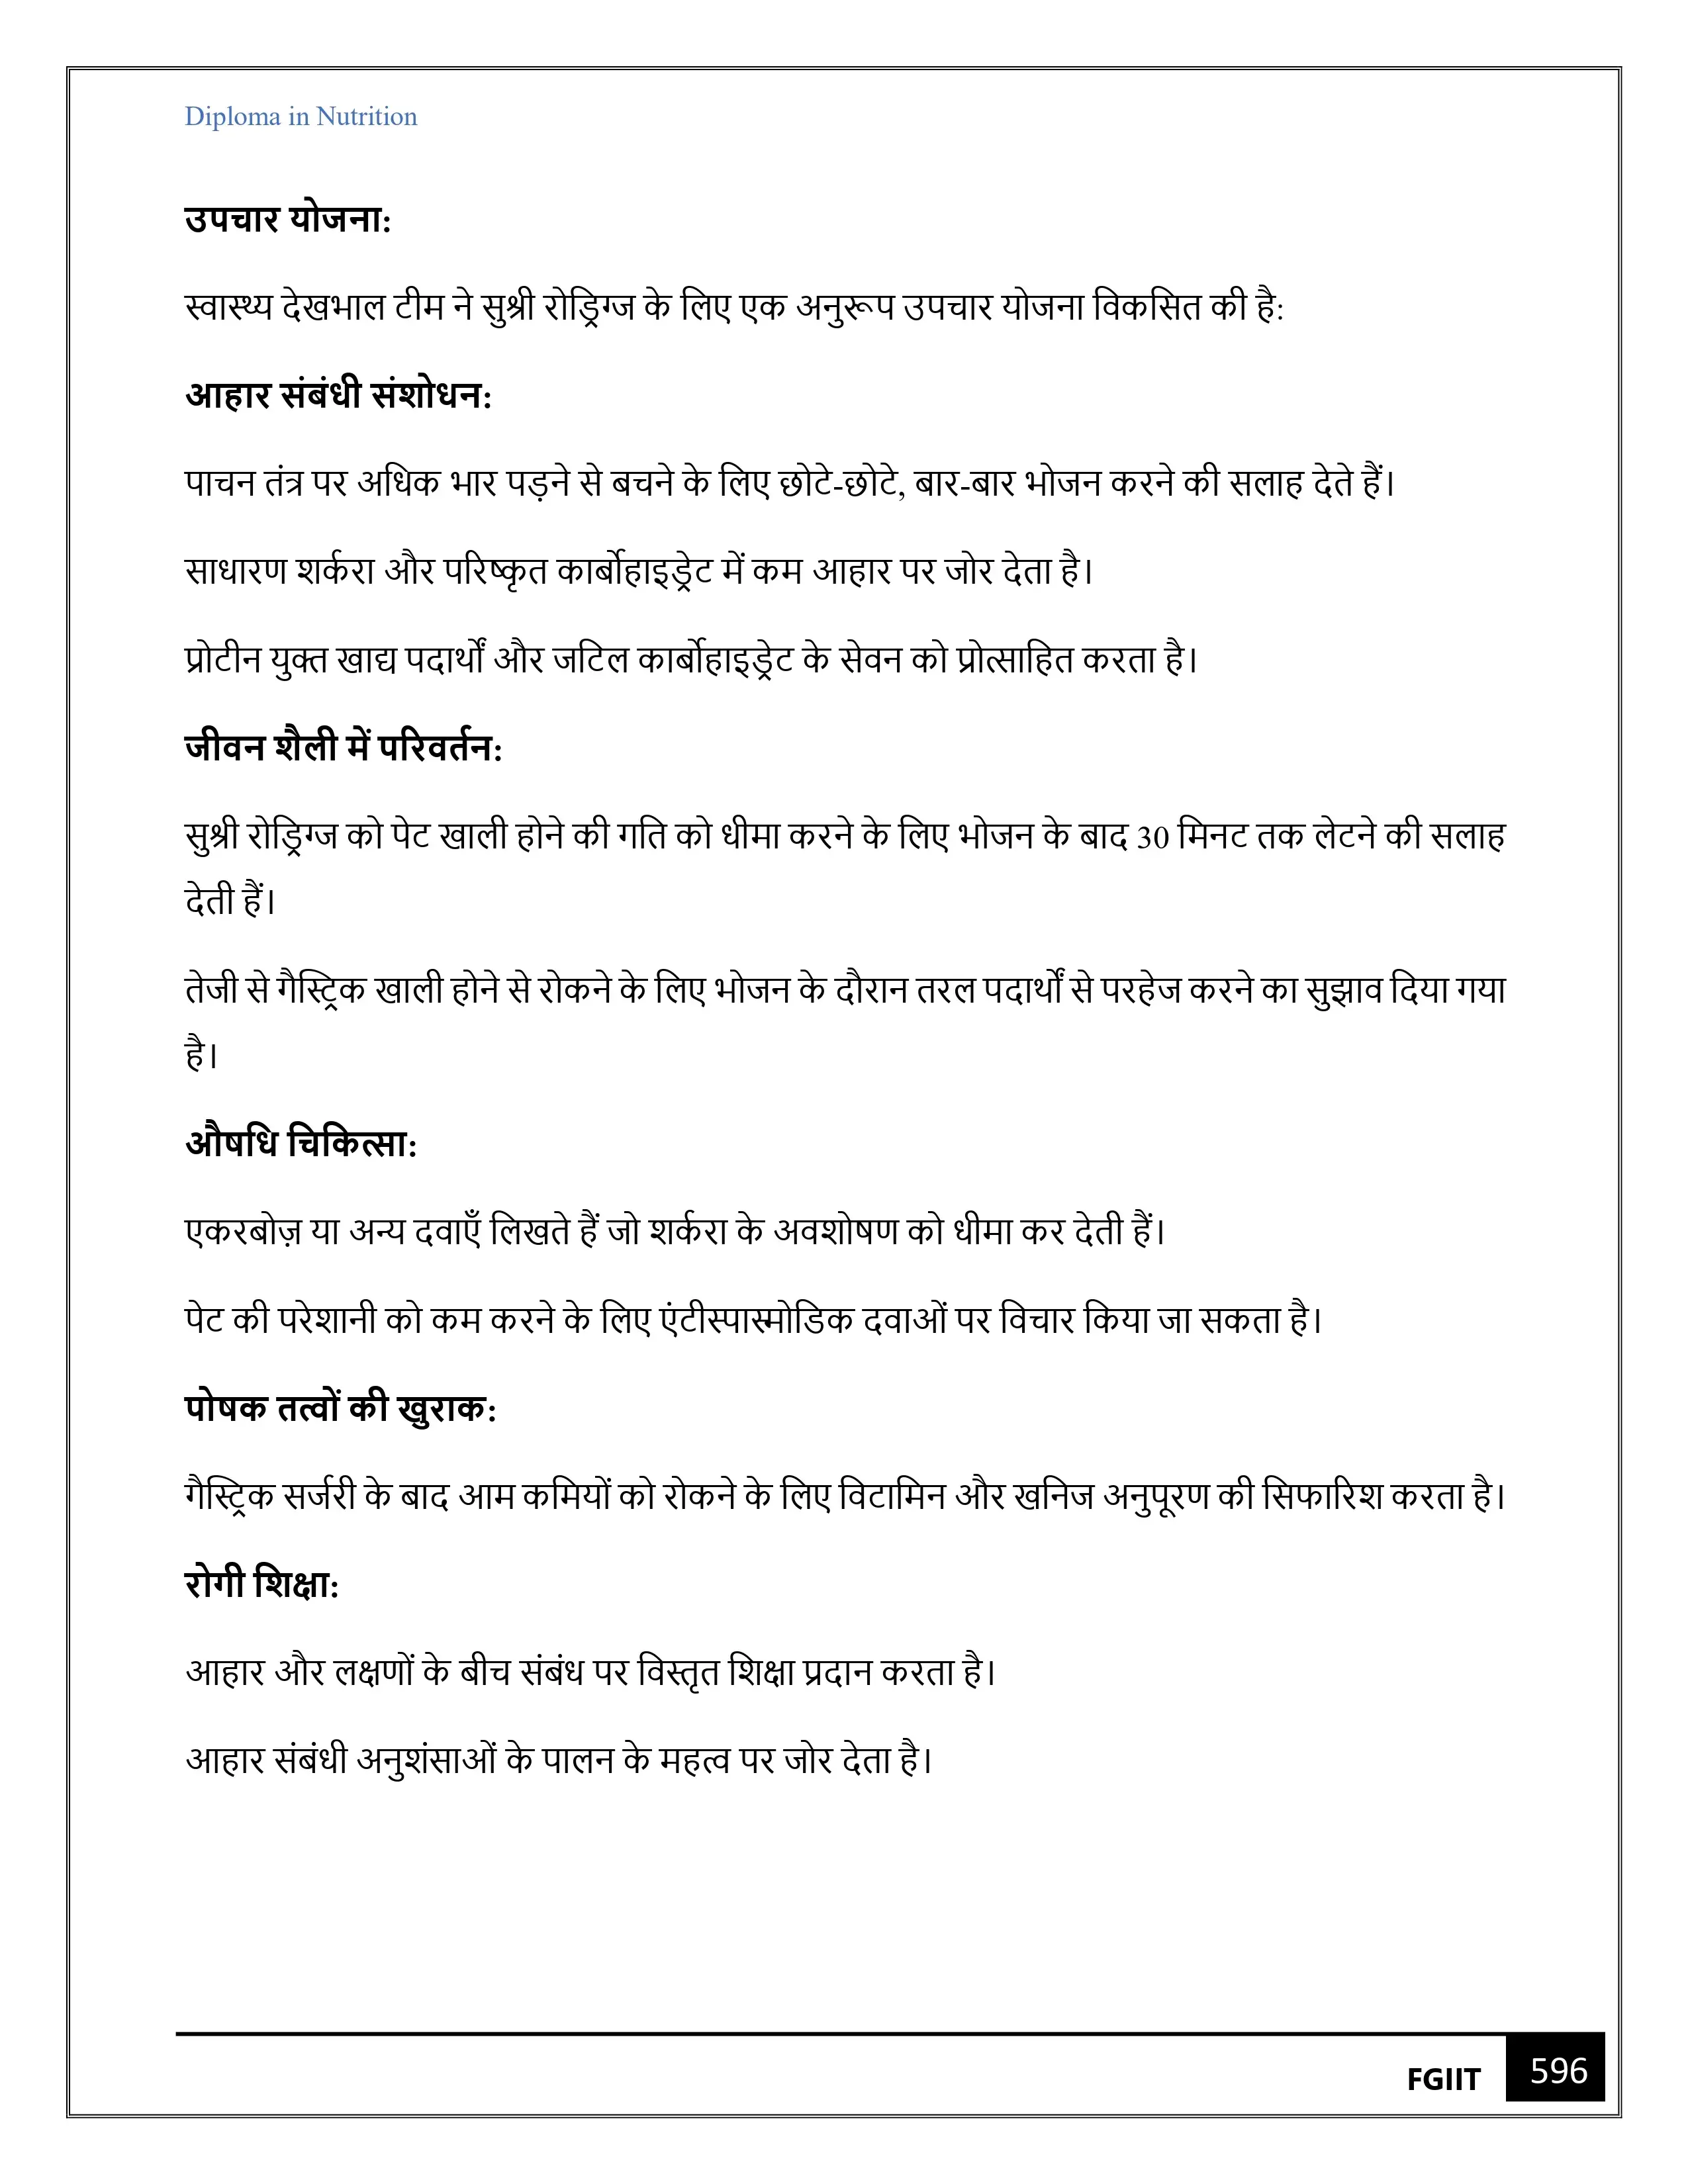 Diploma in Nutrition
उपचार योजना:
स्वास्थ्य देखभाल टीम ने सुश्री रोड्रिग्ज के लिए एक अनुरूप उपचार योजना विकसित की है:
आहार संबंधी संशोधन:
पाचन तंत्र पर अधिक भार पड़ने से बचने के लिए छोटे-छोटे, बार-बार भोजन करने की सलाह देते हैं।
साधारण शर्करा और परिष्कृत कार्बोहाइड्रेट में कम आहार पर जोर देता है।
प्रोटीन युक्त खाद्य पदार्थों और जटिल कार्बोहाइड्रेट के सेवन को प्रोत्साहित करता है।
जीवन शैली में परिवर्तन:
सुश्री रोड्रिग्ज को पेट खाली होने की गति को धीमा करने के लिए भोजन के बाद 30 मिनट तक लेटने की सलाह
देती हैं।
तेजी से गैस्ट्रिक खाली होने से रोकने के लिए भोजन के दौरान तरल पदार्थों से परहेज करने का सुझाव दिया गया
है।
औषधि चिकित्सा:
एकरबोज़ या अन्य दवाएँ लिखते हैं जो शर्करा के अवशोषण को धीमा कर देती हैं।
पेट की परेशानी को कम करने के लिए एंटीस्पास्मोडिक दवाओं पर विचार किया जा सकता है।
पोषक तत्वों की खुराक:
गैस्ट्रिक सर्जरी के बाद आम कमियों को रोकने के लिए विटामिन और खनिज अनुपूरण की सिफारिश करता है।
रोगी शिक्षा:
आहार और लक्षणों के बीच संबंध पर विस्तृत शिक्षा प्रदान करता है।
आहार संबंधी अनुशंसाओं के पालन के महत्व पर जोर देता है।
FGIIT 596